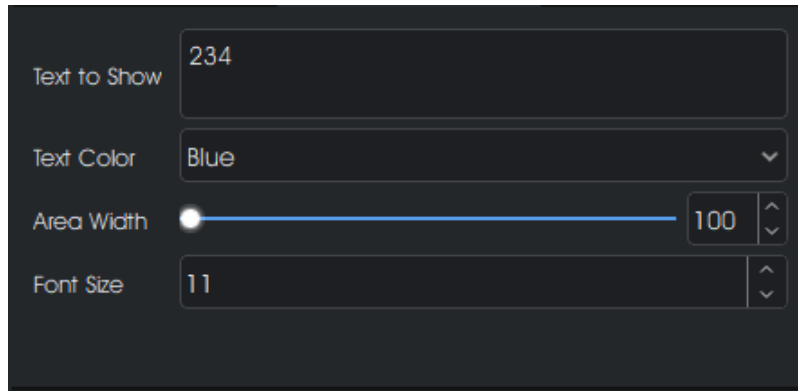 Text to Show
234
Text Color
Blue
Area Width
100
Font Size
11